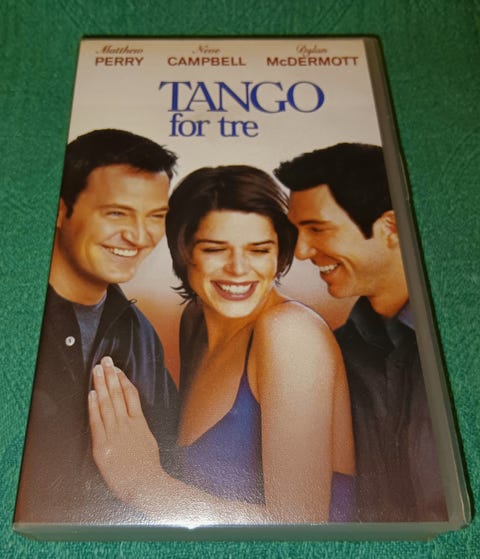 Matthew Neve Dylan
PERRY CAMPBELL McDERMOTT
TANGO
for tre